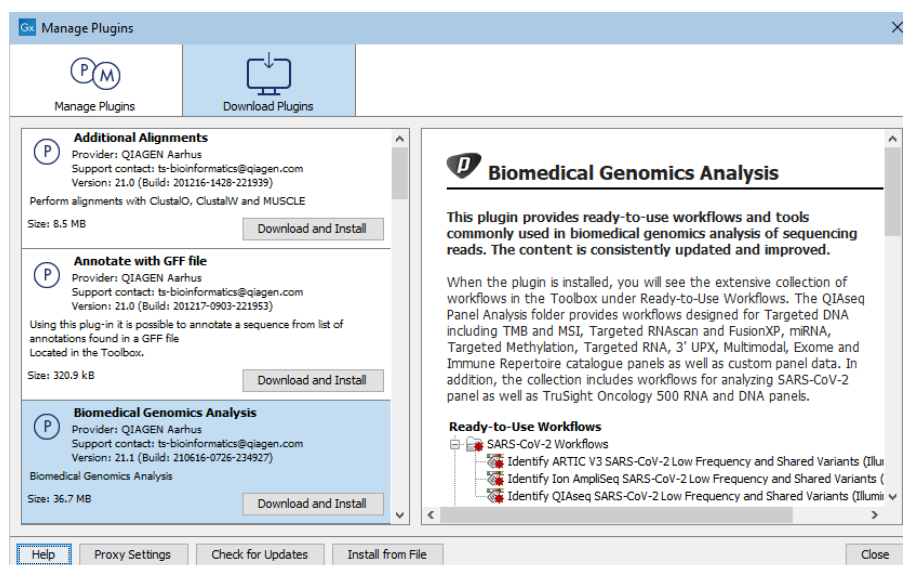 Gx Manage Plugins
P M
Manage Plugins
Download Plugins
P
Additional Alignments
Provider: QIAGEN Aarhus
Support contact: ts-bioinformatics@qiagen.com
Version: 21.0 (Build: 201216-1428-221939)
Perform alignments with ClustalO, ClustalW and MUSCLE
Size: 8.5 MB
Download and Install
P
Annotate with GFF
file
Provider: QIAGEN Aarhus
Support contact: ts-bioinformatics@qiagen.com
Version: 21.0 (Build: 201217-0903-221953)
Using this plug-in it is possible to annotate a sequence from list of
annotations found in a GFF file
Located in the Toolbox.
Size: 320.9 kB
Download and Install
P
Biomedical Genomics Analysis
Provider: QIAGEN Aarhus
Support contact: ts-bioinformatics@qiagen.com
Version: 21.1 (Build: 210616-0726-234927)
Biomedical Genomics Analysis
Size: 36.7 MB
Download and Install
p Biomedical Genomics Analysis
This plugin provides ready-to-use workflows and tools
commonly used in biomedical genomics analysis of sequencing
reads. The content is consistently updated and improved.
When the plugin is installed, you will see the extensive collection of
workflows in the Toolbox under Ready-to-Use Workflows. The QIAseq
Panel Analysis folder provides workflows designed for Targeted DNA
including TMB and MSI, Targeted RNAscan and FusionXP, miRNA,
Targeted Methylation, Targeted RNA, 3' UPX, Multimodal, Exome and
Immune Repertoire catalogue panels as well as custom panel data. In
addition, the collection includes workflows for analyzing SARS-CoV-2
panel as well as TruSight Oncology 500 RNA and DNA panels.
Ready-to-Use Workflows
SARS-CoV-2 Workflows
Identify ARTIC V3 SARS-CoV-2 Low Frequency and Shared Variants (Illu
Identify Ion AmpliSeq SARS-CoV-2 Low Frequency and Shared Variants (
Identify QIAseq SARS-CoV-2 Low Frequency and Shared Variants (Illumi
Help
Proxy Settings
Check for Updates
Install from File
Close